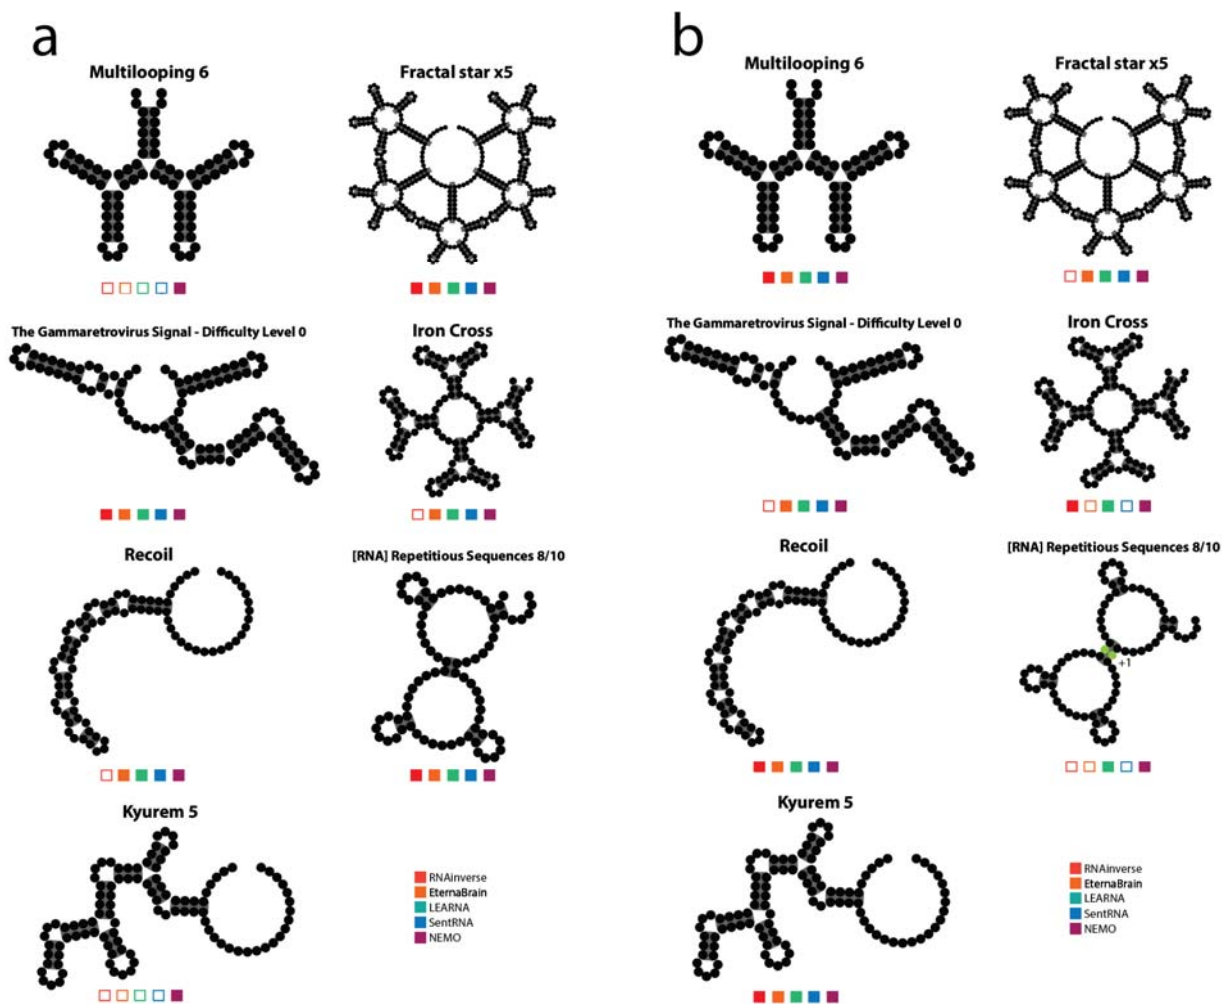 a
Multilooping 6
Fractal star x5
The Gammaretrovirus Signal - Difficulty Level 0
Iron Cross
Recoil
[RNA] Repetitious Sequences 8/10
Kyurem 5
RNAinverse
EternaBrain
LEARNA
SentRNA
NEMO
b
Multilooping 6
Fractal star x5
The Gammaretrovirus Signal - Difficulty Level 0
Iron Cross
Recoil
[RNA] Repetitious Sequences 8/10
+1
Kyurem 5
RNAinverse
EternaBrain
LEARNA
SentRNA
NEMO